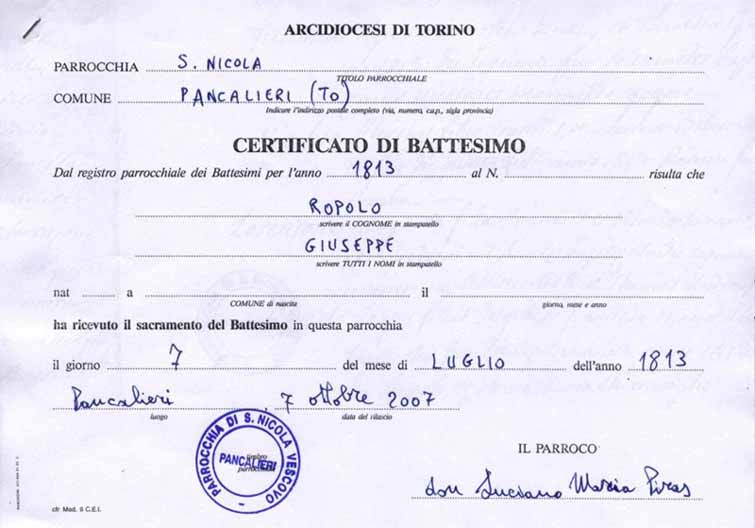 ARCIDIOCESI DI TORINO
PARROCCHIA S. NICOLA
TITOLO PARROCCHIALE
COMUNE PANCALIERI (TO)
Indicare l'indirizzo postale completo (via, numero, c.a.p., sigla provincia)
CERTIFICATO DI BATTESIMO
Dal registro parrocchiale dei Battesimi per l'anno 1813 al N. risulta che
ROPOLO
scrivere il COGNOME in stampatello
GIUSEPPE
scrivere TUTTI I NOMI in stampatello
nat a il
COMUNE di nascita giorno, mese e anno
ha ricevuto il sacramento del Battesimo in questa parrocchia
il giorno 7 del mese di LUGLIO dell'anno 1813
Pancalieri, 7 ottobre 2007
luogo data del rilascio
PARROCCHIA DI S. NICOLA VESCOVO
timbro
PANCALIERI
parrocchiale
IL PARROCO
don Luciano Maria Piras
cfr Mod. 5 C.E.I.